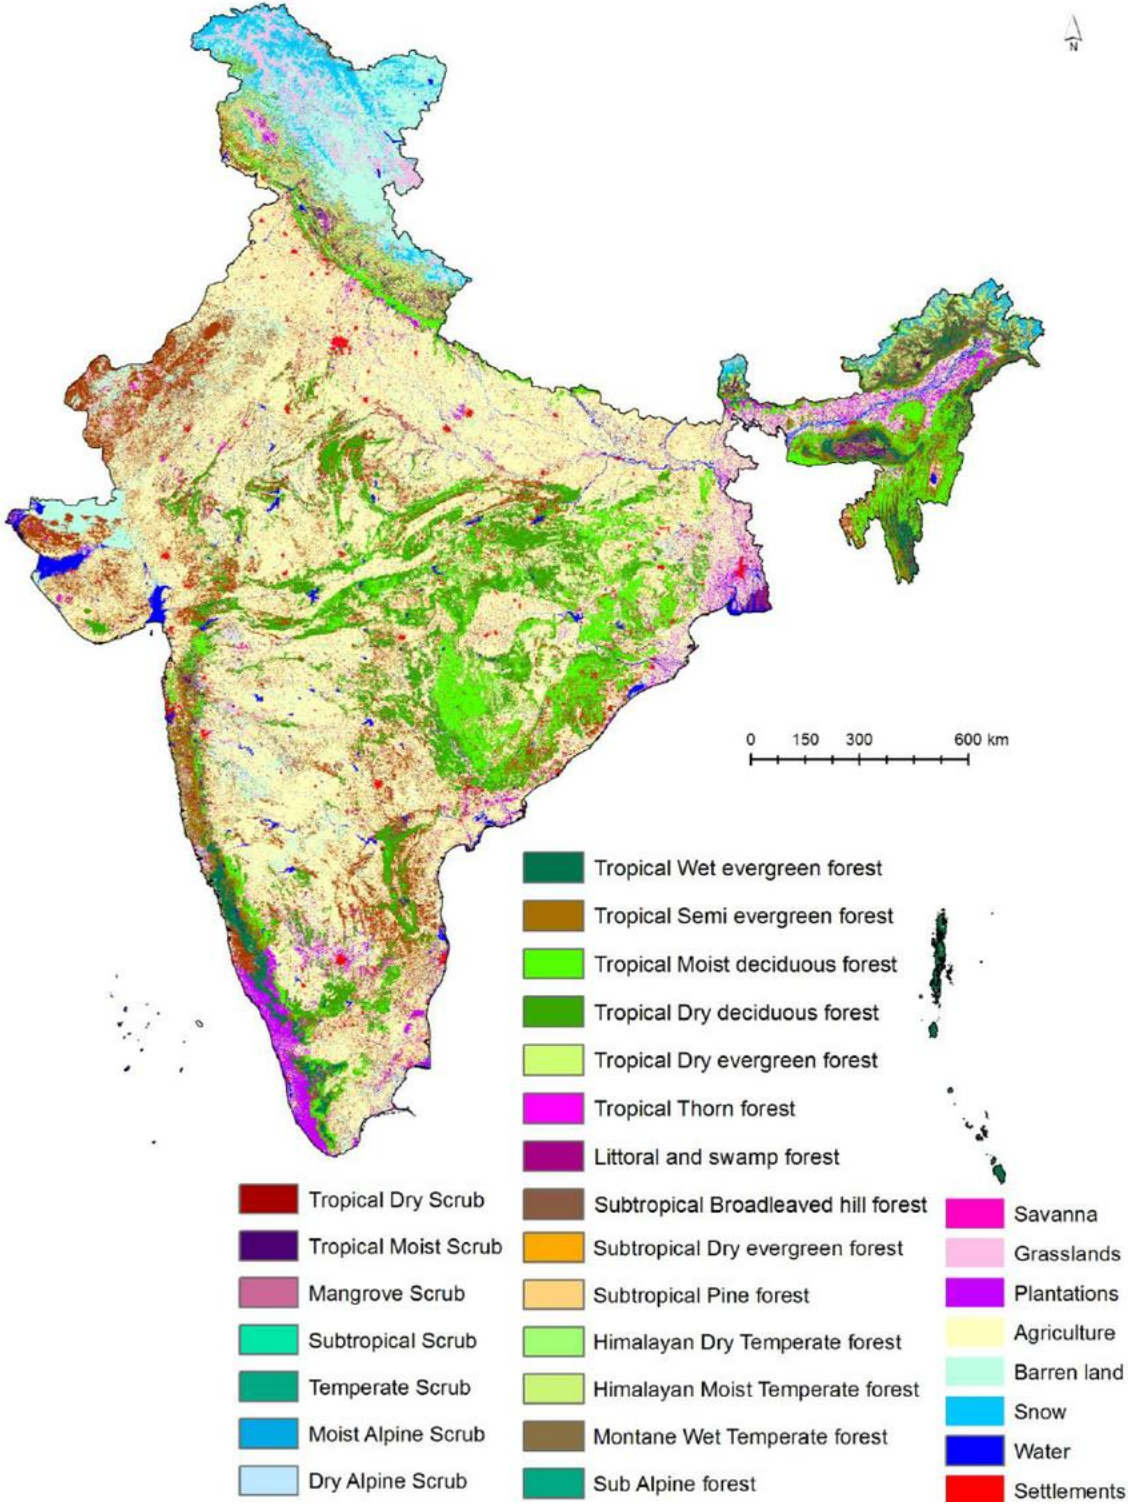 N
0 150 300 600 km
Tropical Wet evergreen forest
Tropical Semi evergreen forest
Tropical Moist deciduous forest
Tropical Dry deciduous forest
Tropical Dry evergreen forest
Tropical Thorn forest
Littoral and swamp forest
Subtropical Broadleaved hill forest
Subtropical Dry evergreen forest
Subtropical Pine forest
Himalayan Dry Temperate forest
Himalayan Moist Temperate forest
Montane Wet Temperate forest
Sub Alpine forest
Tropical Dry Scrub
Tropical Moist Scrub
Mangrove Scrub
Subtropical Scrub
Temperate Scrub
Moist Alpine Scrub
Dry Alpine Scrub
Savanna
Grasslands
Plantations
Agriculture
Barren land
Snow
Water
Settlements